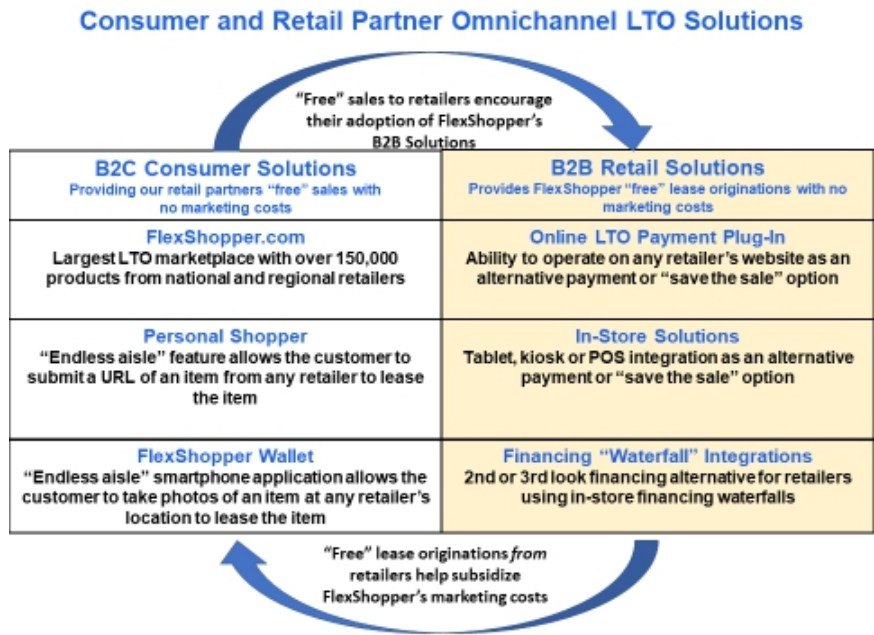 Consumer and Retail Partner Omnichannel LTO Solutions
“Free” sales to retailers encourage
their adoption of FlexShopper’s
B2B Solutions
B2C Consumer Solutions
Providing our retail partners “free” sales with
no marketing costs
B2B Retail Solutions
Provides FlexShopper “free” lease originations with no
marketing costs
FlexShopper.com
Largest LTO marketplace with over 150,000
products from national and regional retailers
Online LTO Payment Plug-In
Ability to operate on any retailer’s website as an
alternative payment or “save the sale” option
Personal Shopper
“Endless aisle” feature allows the customer to
submit a URL of an item from any retailer to lease
the item
In-Store Solutions
Tablet, kiosk or POS integration as an alternative
payment or “save the sale” option
FlexShopper Wallet
“Endless aisle” smartphone application allows the
customer to take photos of an item at any retailer’s
location to lease the item
Financing “Waterfall” Integrations
2nd or 3rd look financing alternative for retailers
using in-store financing waterfalls
“Free” lease originations from
retailers help subsidize
FlexShopper’s marketing costs